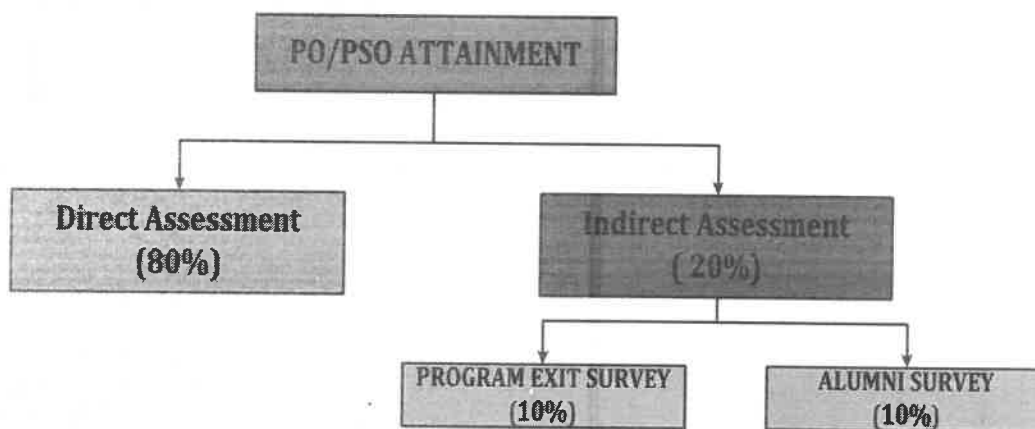 PO/PSO ATTAINMENT
Direct Assessment
(80%)
Indirect Assessment
( 20%)
PROGRAM EXIT SURVEY
(10%)
ALUMNI SURVEY
(10%)